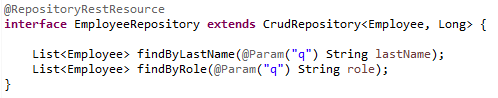 @RepositoryRestResource
interface EmployeeRepository extends CrudRepository<Employee, Long> {
List<Employee> findByLastName(@Param("q") String lastName);
List<Employee> findByRole(@Param("q") String role);
}